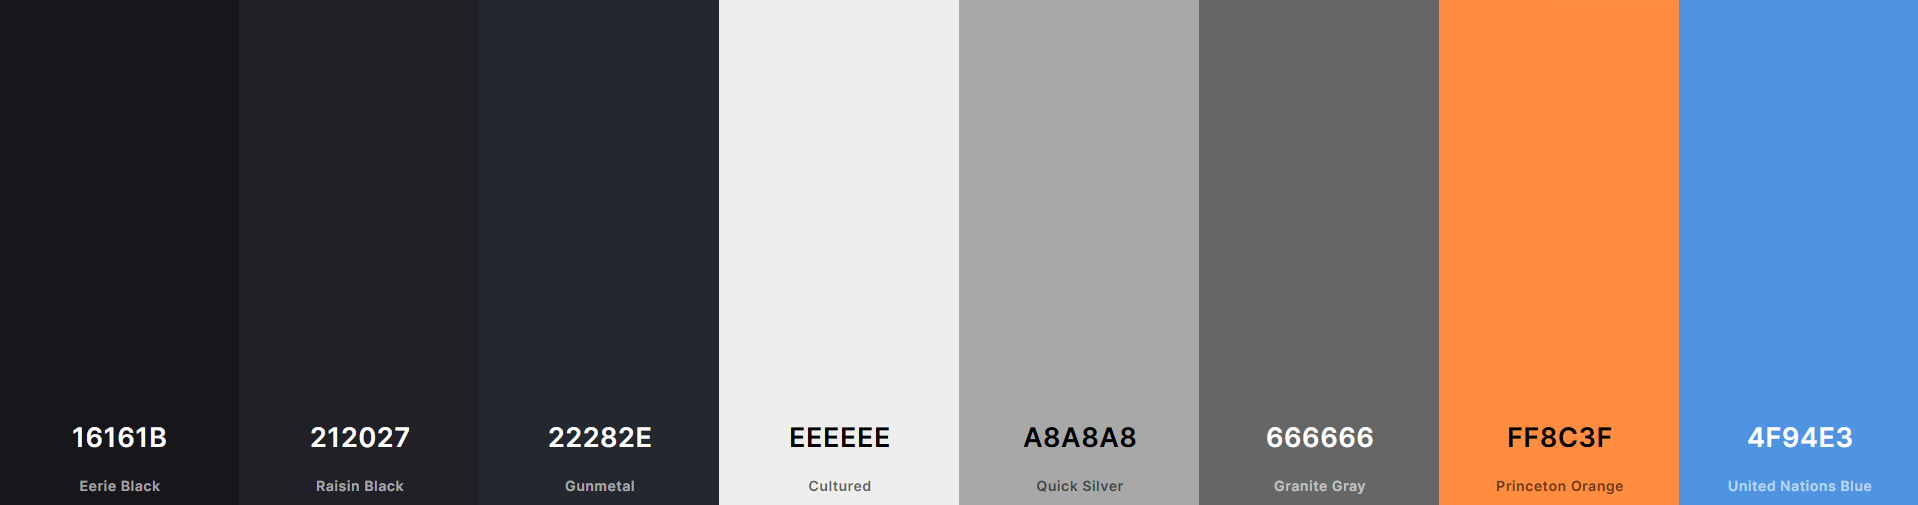 16161B
Eerie Black
212027
Raisin Black
22282E
Gunmetal
EEEEEE
Cultured
A8A8A8
Quick Silver
666666
Granite Gray
FF8C3F
Princeton Orange
4F94E3
United Nations Blue